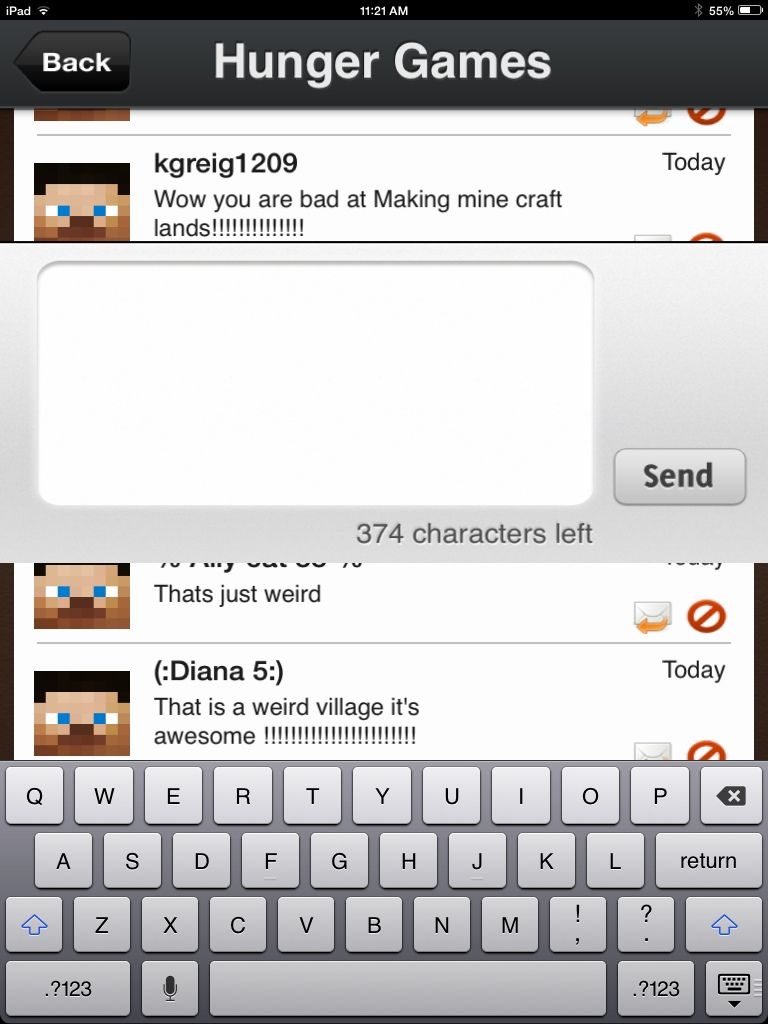 iPad 11:21 AM 55%
Back Hunger Games
kgreig1209 Today
Wow you are bad at Making mine craft
lands!!!!!!!!!!!!!!
Send
374 characters left
Thats just weird
(:Diana 5:) Today
That is a weird village it's
awesome !!!!!!!!!!!!!!!!!!!!!!!
Q W E R T Y U I O P
A S D F G H J K L return
Z X C V B N M ! , ? .
.?123 .?123